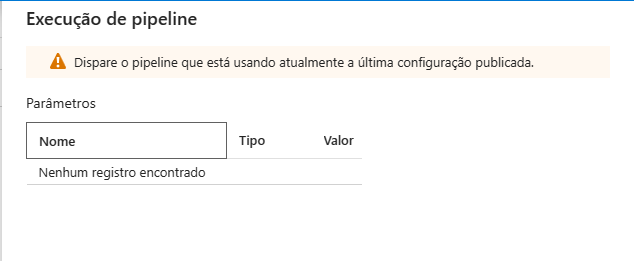 Execução de pipeline
Dispare o pipeline que está usando atualmente a última configuração publicada.
Parâmetros
Nome Tipo Valor
Nenhum registro encontrado